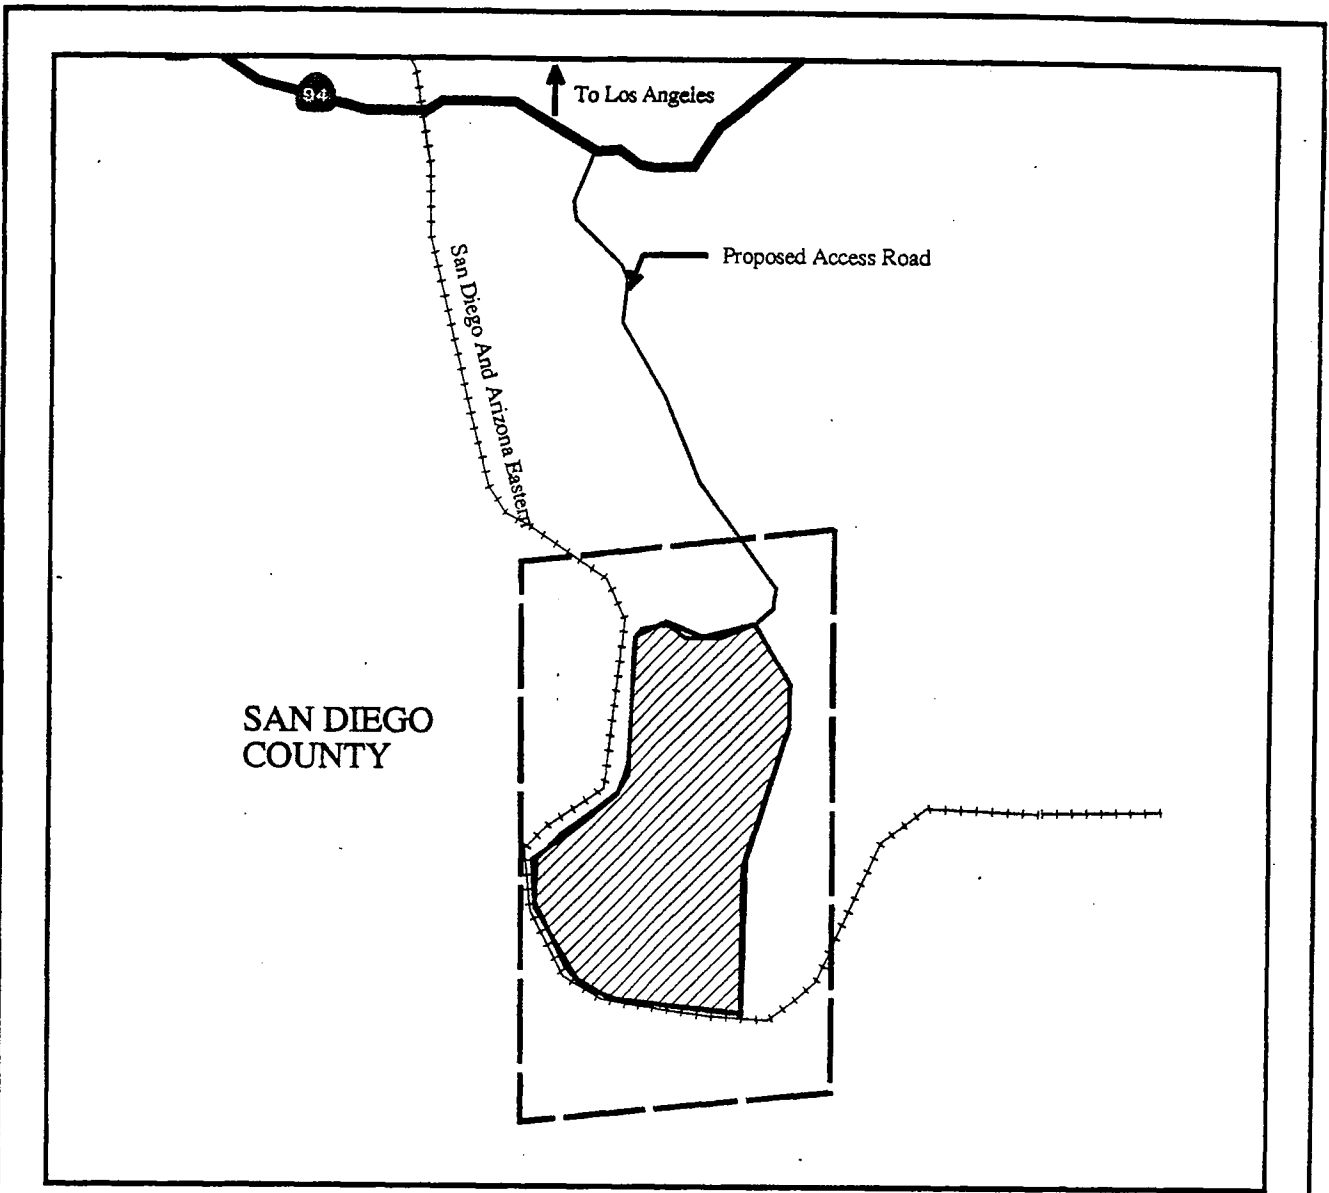 94
To Los Angeles
Proposed Access Road
San Diego And Arizona Eastern
SAN DIEGO
COUNTY